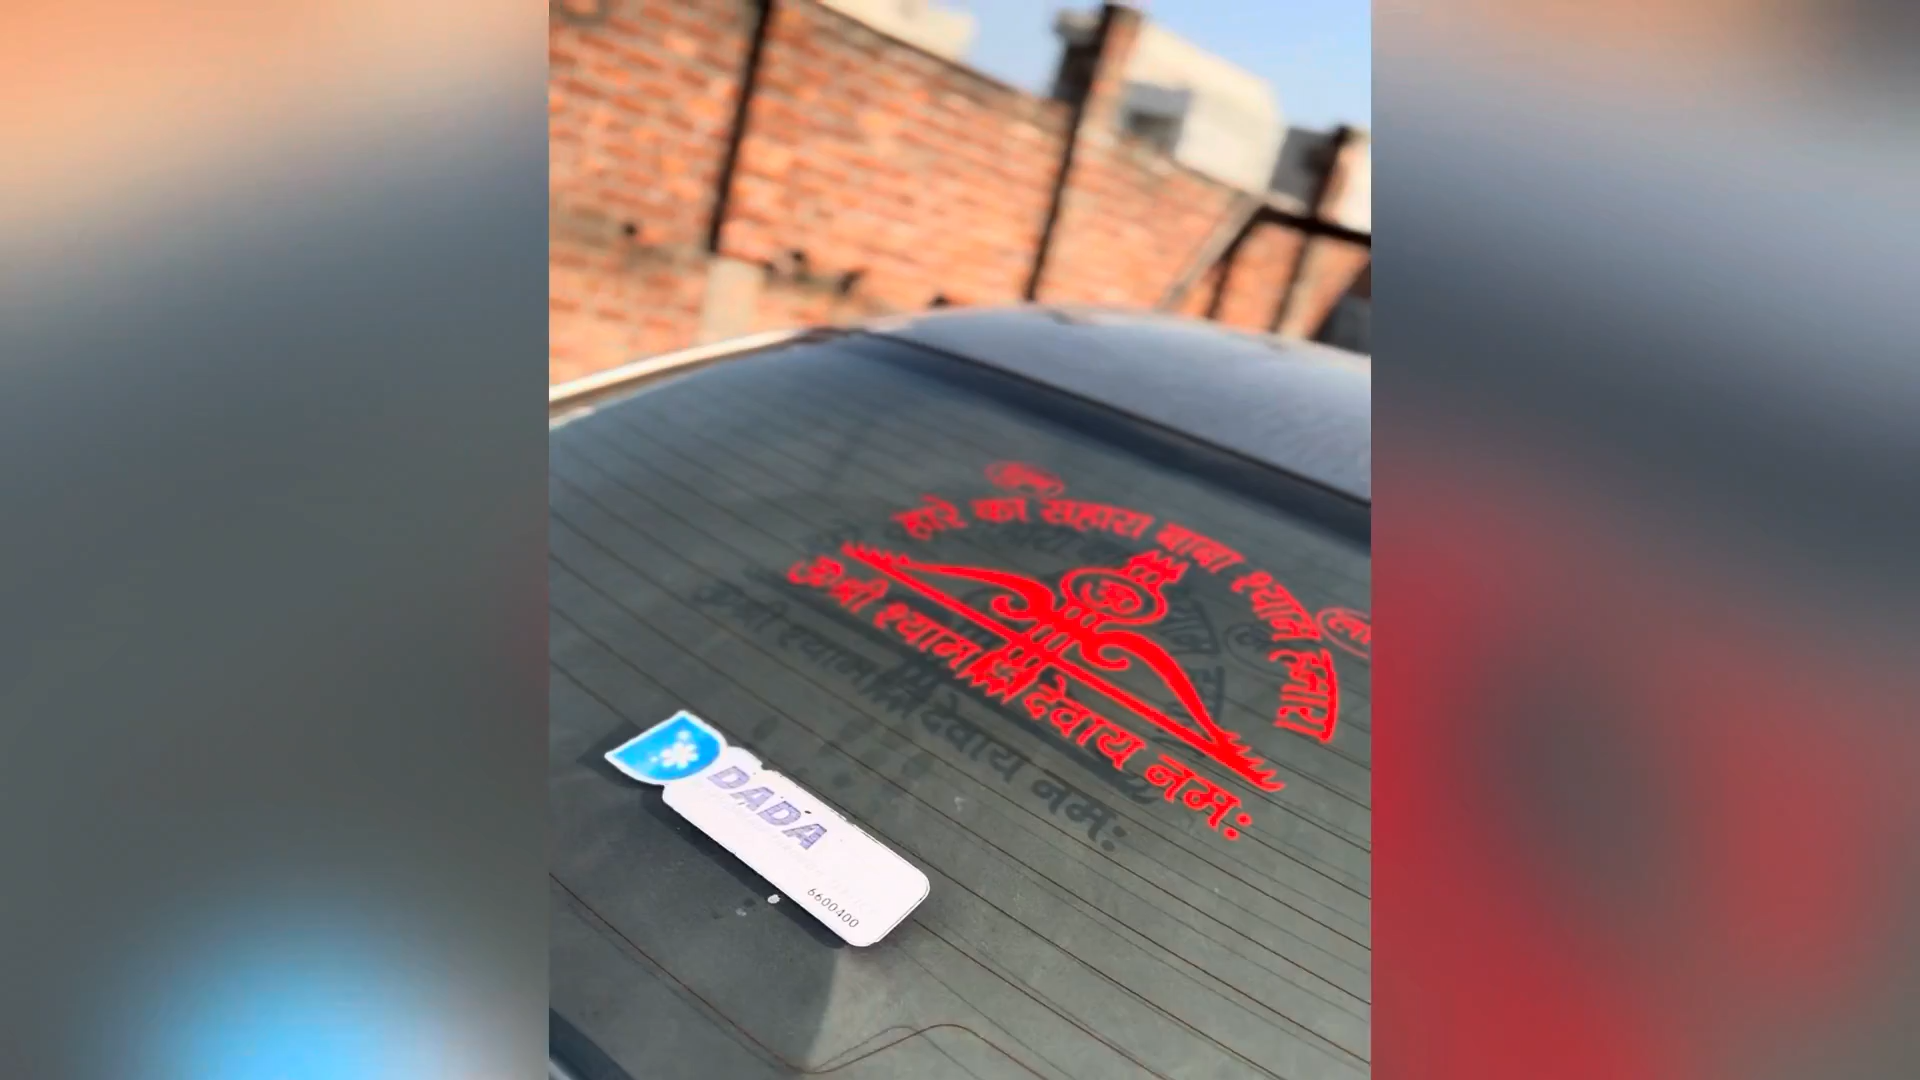 हारे का सहारा बाबा श्याम हमारा
ॐ
ॐ श्री श्याम देवाय नमः
DADA
6600400